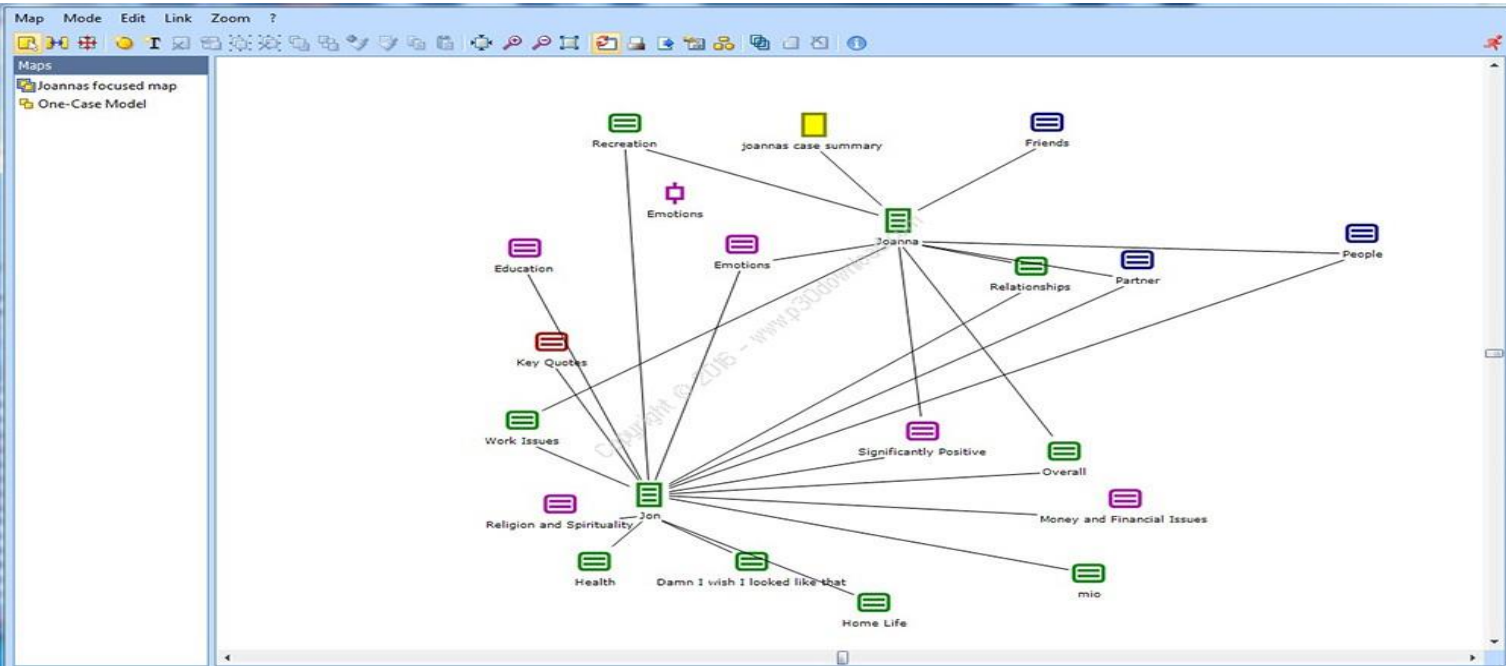 Map Mode Edit Link Zoom ?
Maps
Joannas focused map
One-Case Model
Recreation
joannas case summary
Friends
Emotions
Joanna
People
Education
Emotions
Relationships
Partner
Key Quotes
Work Issues
Significantly Positive
Overall
Religion and Spirituality
Jon
Money and Financial Issues
Health
Damn I wish I looked like that
mio
Home Life